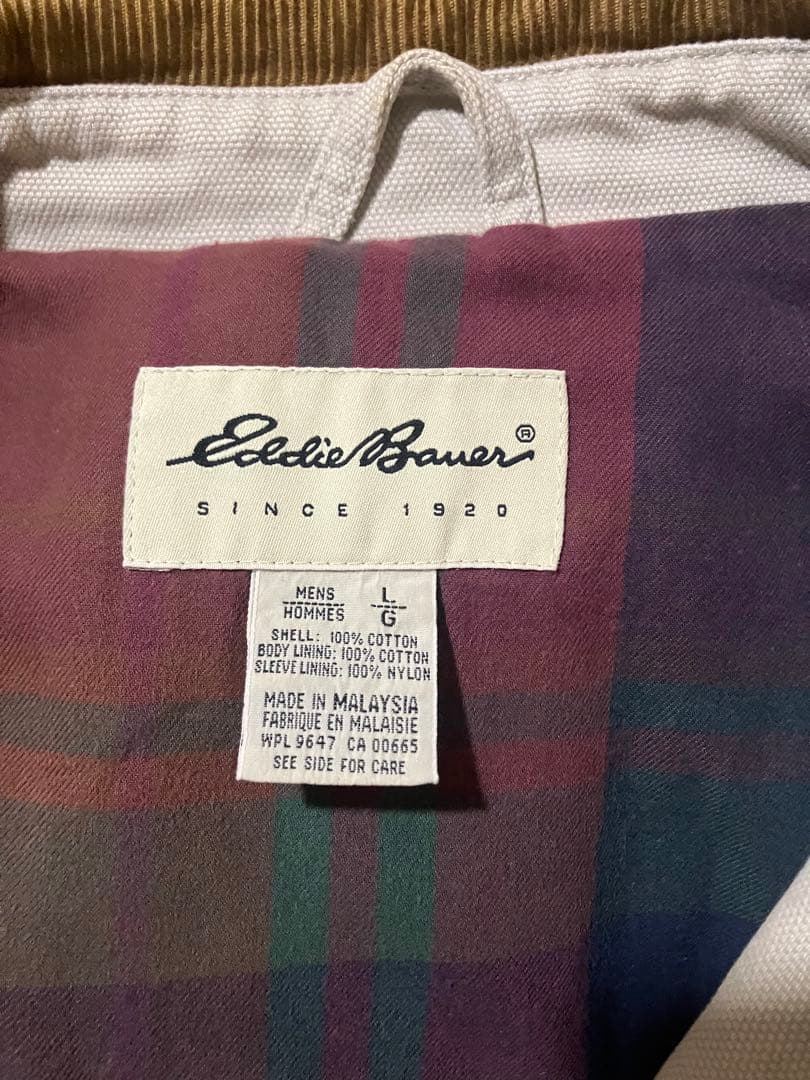 Eddie Bauer®
SINCE 1920
MENS L
HOMMES G
SHELL: 100% COTTON
BODY LINING: 100% COTTON
SLEEVE LINING: 100% NYLON
MADE IN MALAYSIA
FABRIQUE EN MALAISIE
WPL 9647 CA 00665
SEE SIDE FOR CARE